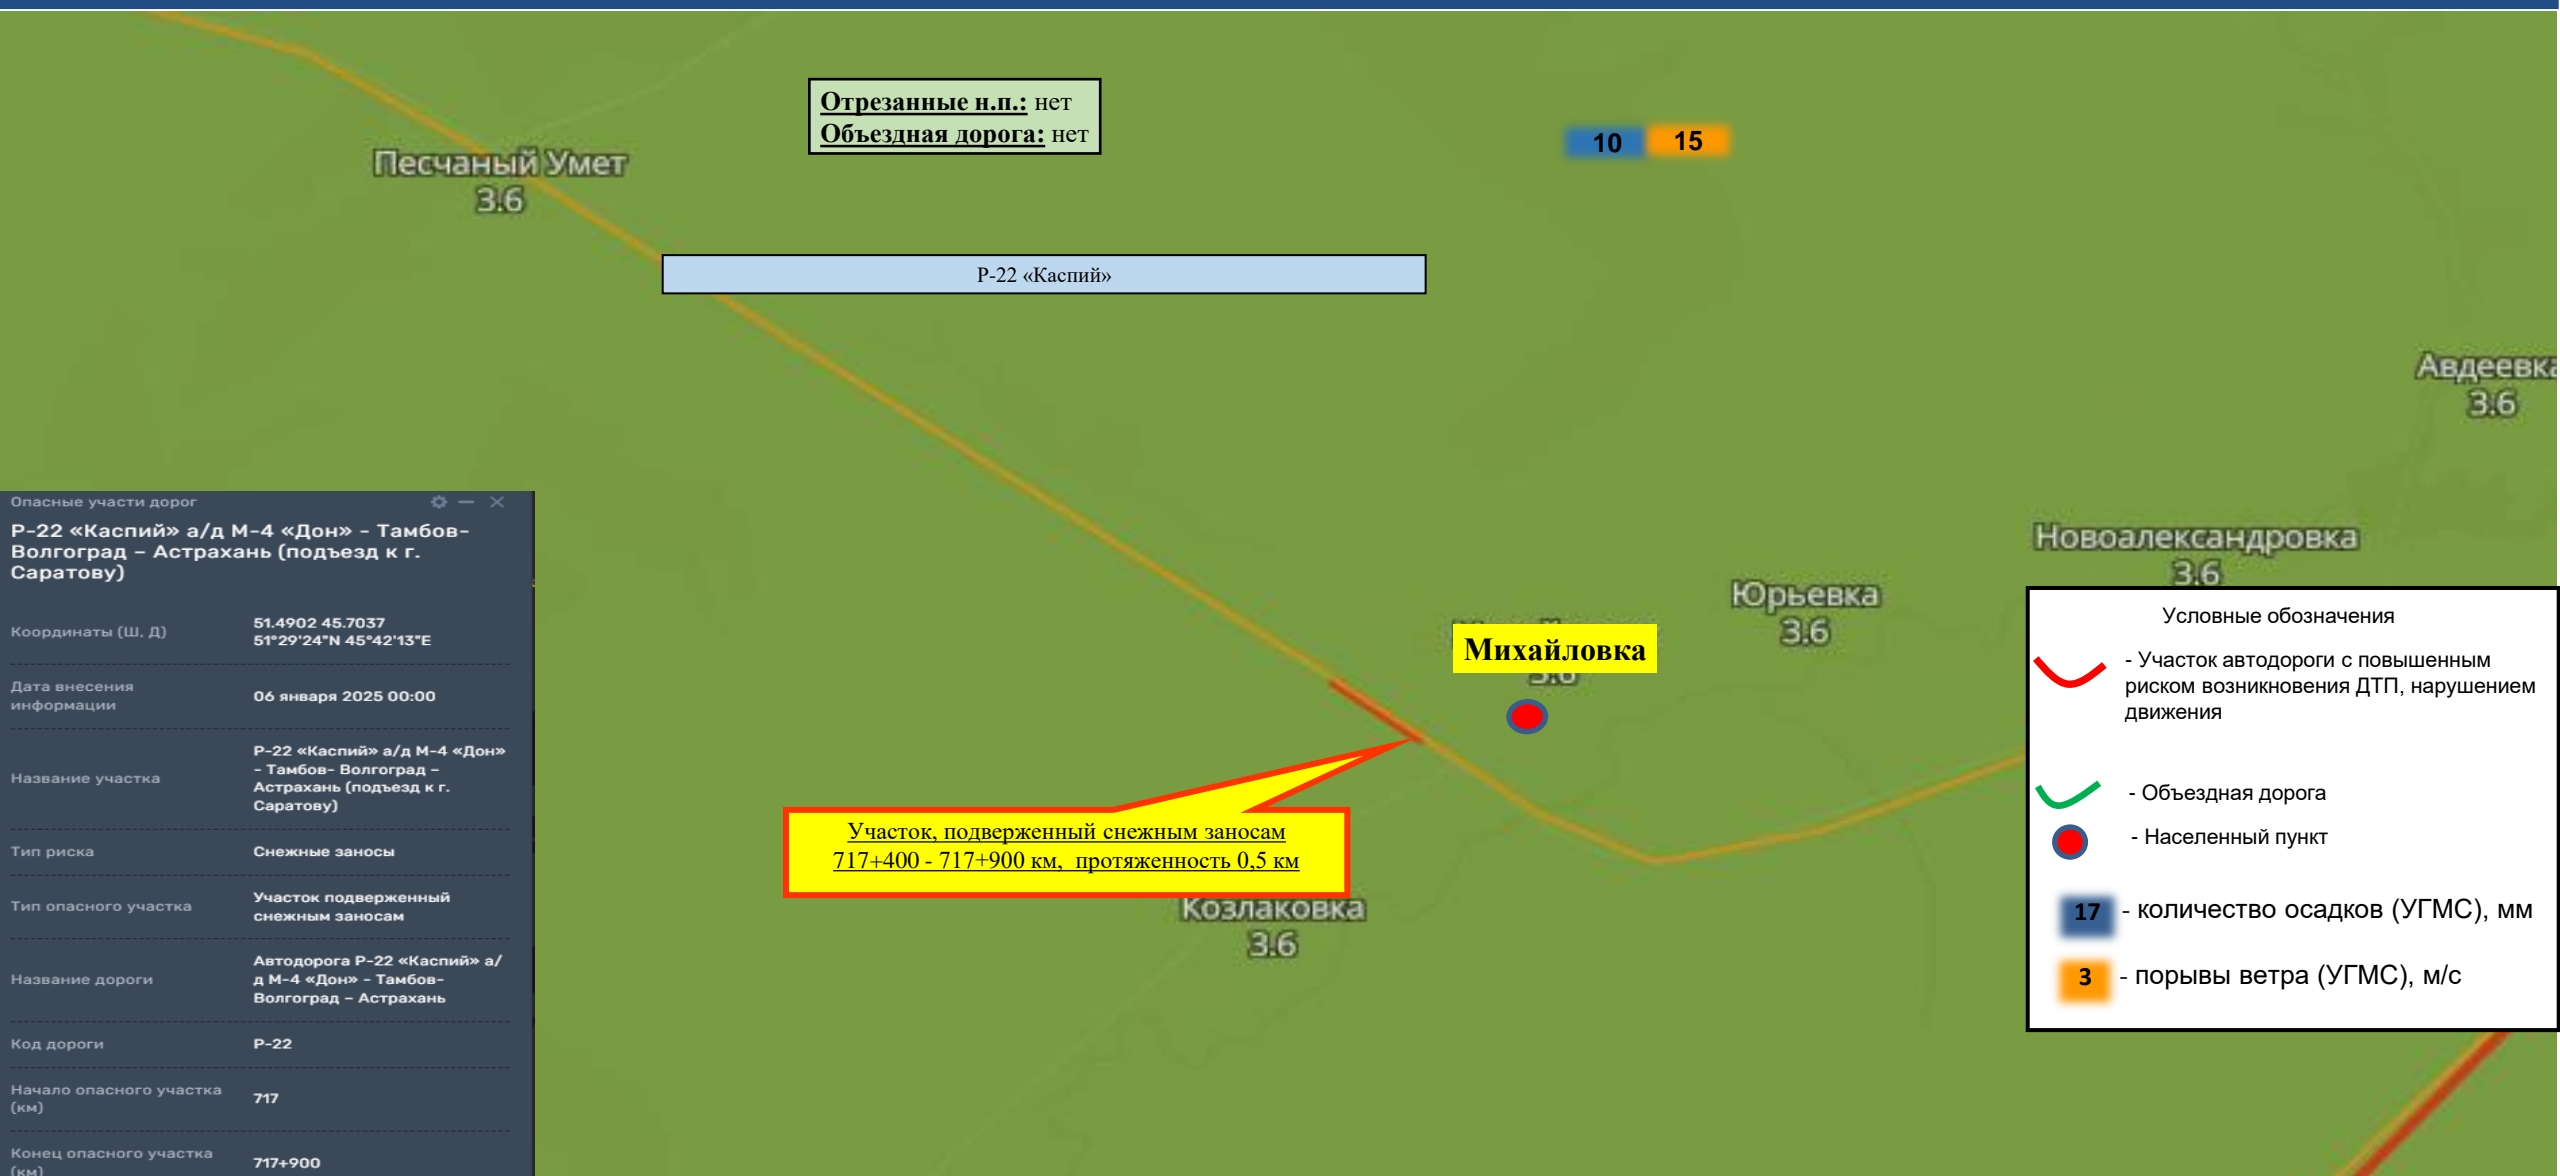 Отрезанные н.п.: нет
Объездная дорога: нет
10 15
Песчаный Умет
3.6
Р-22 «Каспий»
Авдеевка
3.6
Новоалександровка
3.6
Юрьевка
3.6
Михайловка
3.6
Участок, подверженный снежным заносам
717+400 - 717+900 км, протяженность 0,5 км
Козлаковка
3.6
Опасные участи дорог
Р-22 «Каспий» а/д М-4 «Дон» - Тамбов-
Волгоград – Астрахань (подъезд к г.
Саратову)
Координаты (Ш, Д)
51.4902 45.7037
51°29'24"N 45°42'13"E
Дата внесения
информации
06 января 2025 00:00
Название участка
Р-22 «Каспий» а/д М-4 «Дон»
- Тамбов- Волгоград –
Астрахань (подъезд к г.
Саратову)
Тип риска
Снежные заносы
Тип опасного участка
Участок подверженный
снежным заносам
Название дороги
Автодорога Р-22 «Каспий» а/
д М-4 «Дон» - Тамбов-
Волгоград – Астрахань
Код дороги
Р-22
Начало опасного участка
(км)
717
Конец опасного участка
(км)
717+900
Условные обозначения
- Участок автодороги с повышенным
риском возникновения ДТП, нарушением
движения
- Объездная дорога
- Населенный пункт
17 - количество осадков (УГМС), мм
3 - порывы ветра (УГМС), м/с